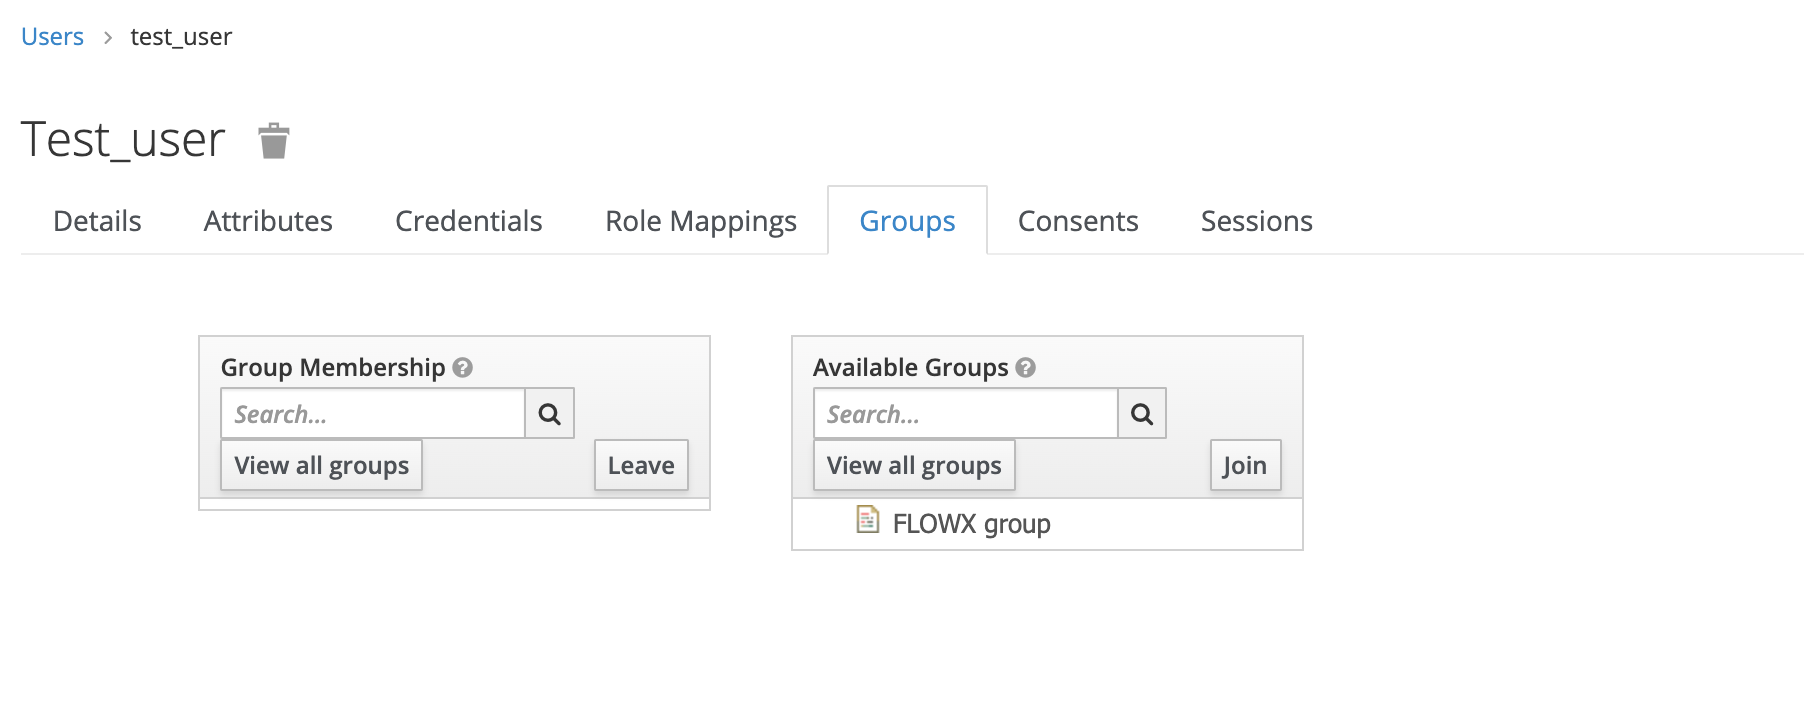 Users > test_user
Test_user
Details Attributes Credentials Role Mappings Groups Consents Sessions
Group Membership ?
Search...
View all groups Leave
Available Groups ?
Search...
View all groups Join
FLOWX group